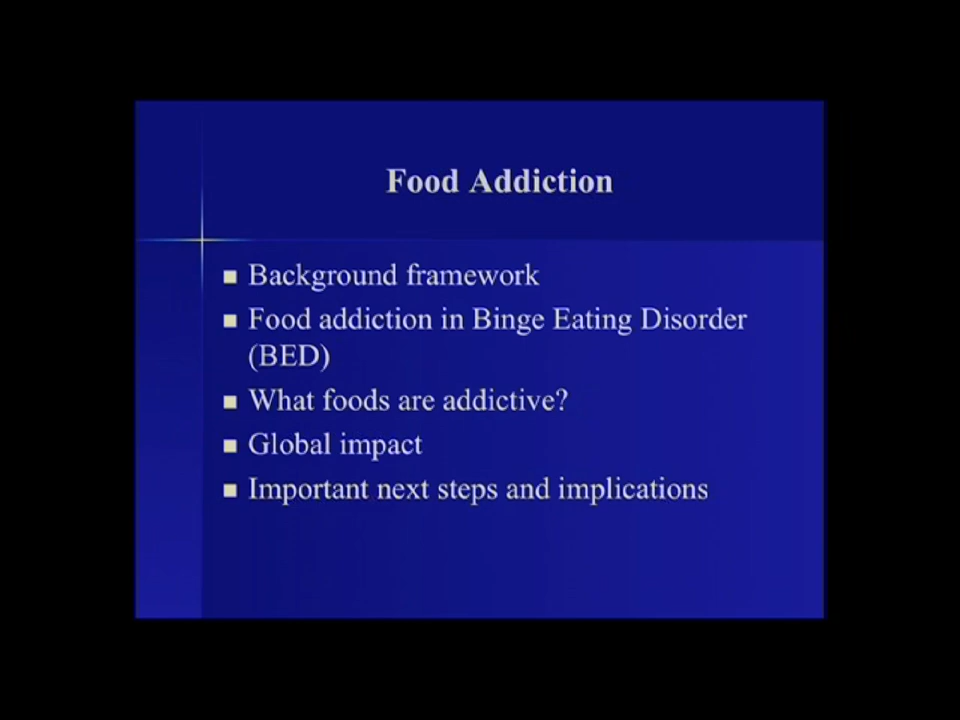 Food Addiction
Background framework
Food addiction in Binge Eating Disorder
(BED)
What foods are addictive?
Global impact
Important next steps and implications